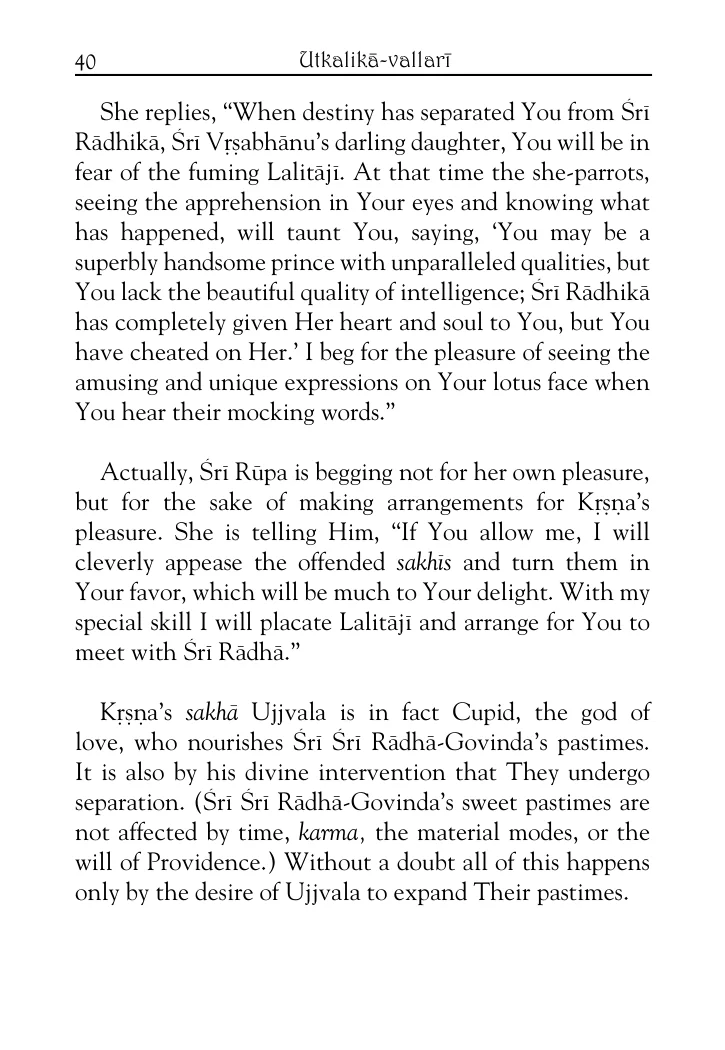 40
Utkalikā-vallarī
She replies, “When destiny has separated You from Śrī
Rādhikā, Śrī Vṛṣabhānu’s darling daughter, You will be in
fear of the fuming Lalitājī. At that time the she-parrots,
seeing the apprehension in Your eyes and knowing what
has happened, will taunt You, saying, ‘You may be a
superbly handsome prince with unparalleled qualities, but
You lack the beautiful quality of intelligence; Śrī Rādhikā
has completely given Her heart and soul to You, but You
have cheated on Her.’ I beg for the pleasure of seeing the
amusing and unique expressions on Your lotus face when
You hear their mocking words.”
Actually, Śrī Rūpa is begging not for her own pleasure,
but for the sake of making arrangements for Kṛṣṇa’s
pleasure. She is telling Him, “If You allow me, I will
cleverly appease the offended sakhīs and turn them in
Your favor, which will be much to Your delight. With my
special skill I will placate Lalitājī and arrange for You to
meet with Śrī Rādhā.”
Kṛṣṇa’s sakhā Ujjvala is in fact Cupid, the god of
love, who nourishes Śrī Śrī Rādhā-Govinda’s pastimes.
It is also by his divine intervention that They undergo
separation. (Śrī Śrī Rādhā-Govinda’s sweet pastimes are
not affected by time, karma, the material modes, or the
will of Providence.) Without a doubt all of this happens
only by the desire of Ujjvala to expand Their pastimes.